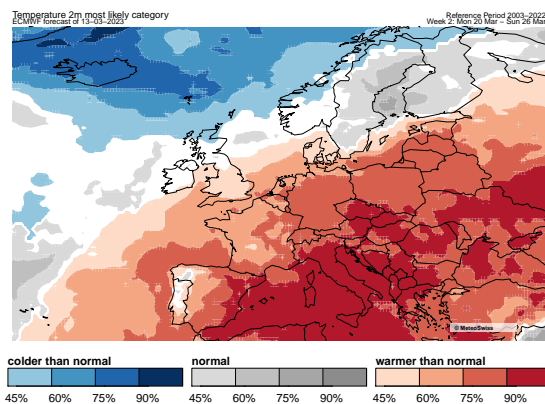 Temperature 2m most likely category
ECMWF forecast of 13-03-2023
Reference Period 2003-2022
Week 2: Mon 20 Mar – Sun 26 Mar
© MeteoSwiss
colder than normal
normal
warmer than normal
45% 60% 75% 90%
45% 60% 75% 90%
45% 60% 75% 90%